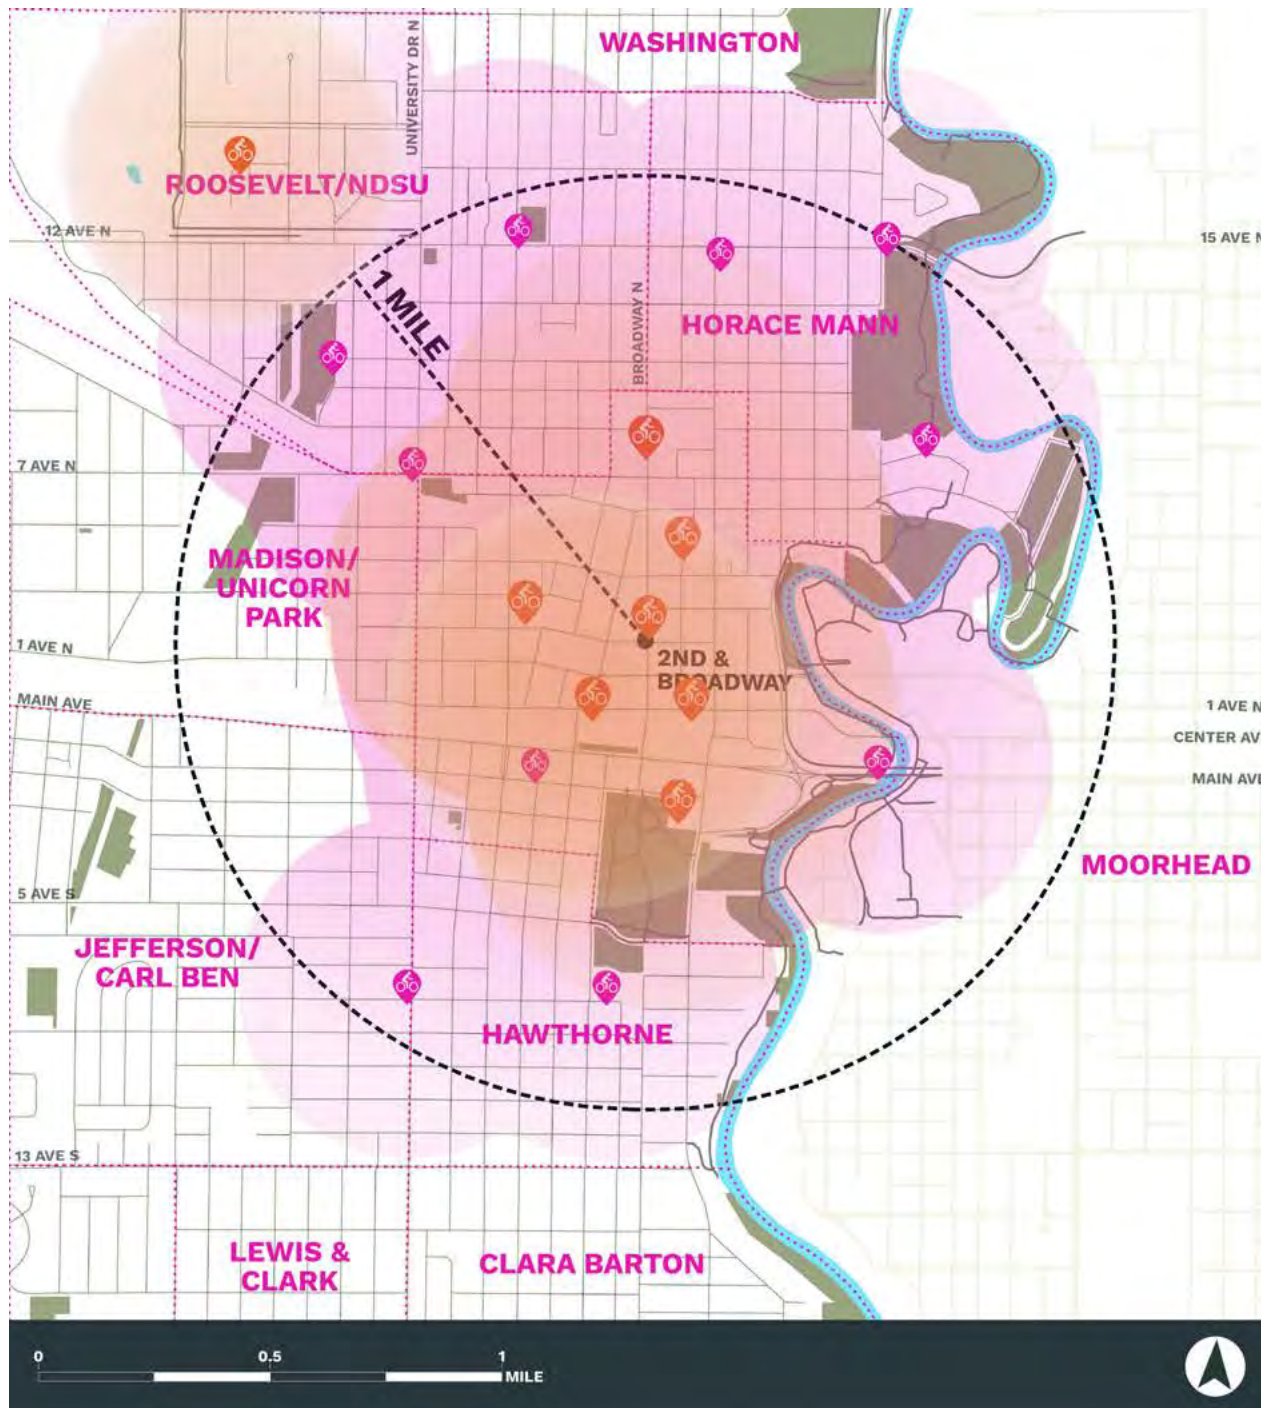 WASHINGTON
UNIVERSITY DR N
ROOSEVELT/NDSU
12 AVE N
15 AVE N
1 MILE
BROADWAY N
HORACE MANN
7 AVE N
MADISON/
UNICORN
PARK
1 AVE N
2ND &
BROADWAY
MAIN AVE
1 AVE N
CENTER AV
MAIN AVE
MOORHEAD
5 AVE S
JEFFERSON/
CARL BEN
HAWTHORNE
13 AVE S
LEWIS &
CLARK
CLARA BARTON
0
0.5
1
MILE